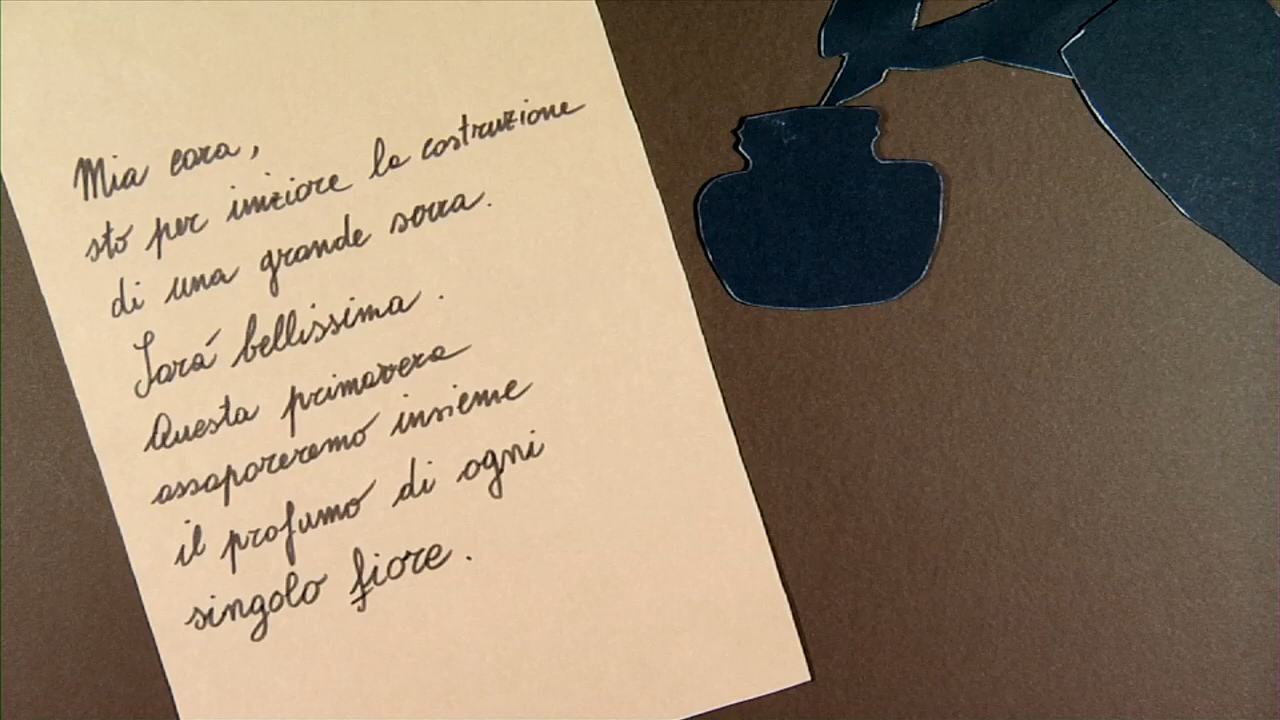 Mia cara,
sto per iniziare la costruzione
di una grande serra.
Sará bellissima.
Questa primavera
assaporeremo insieme
il profumo di ogni
singolo fiore.